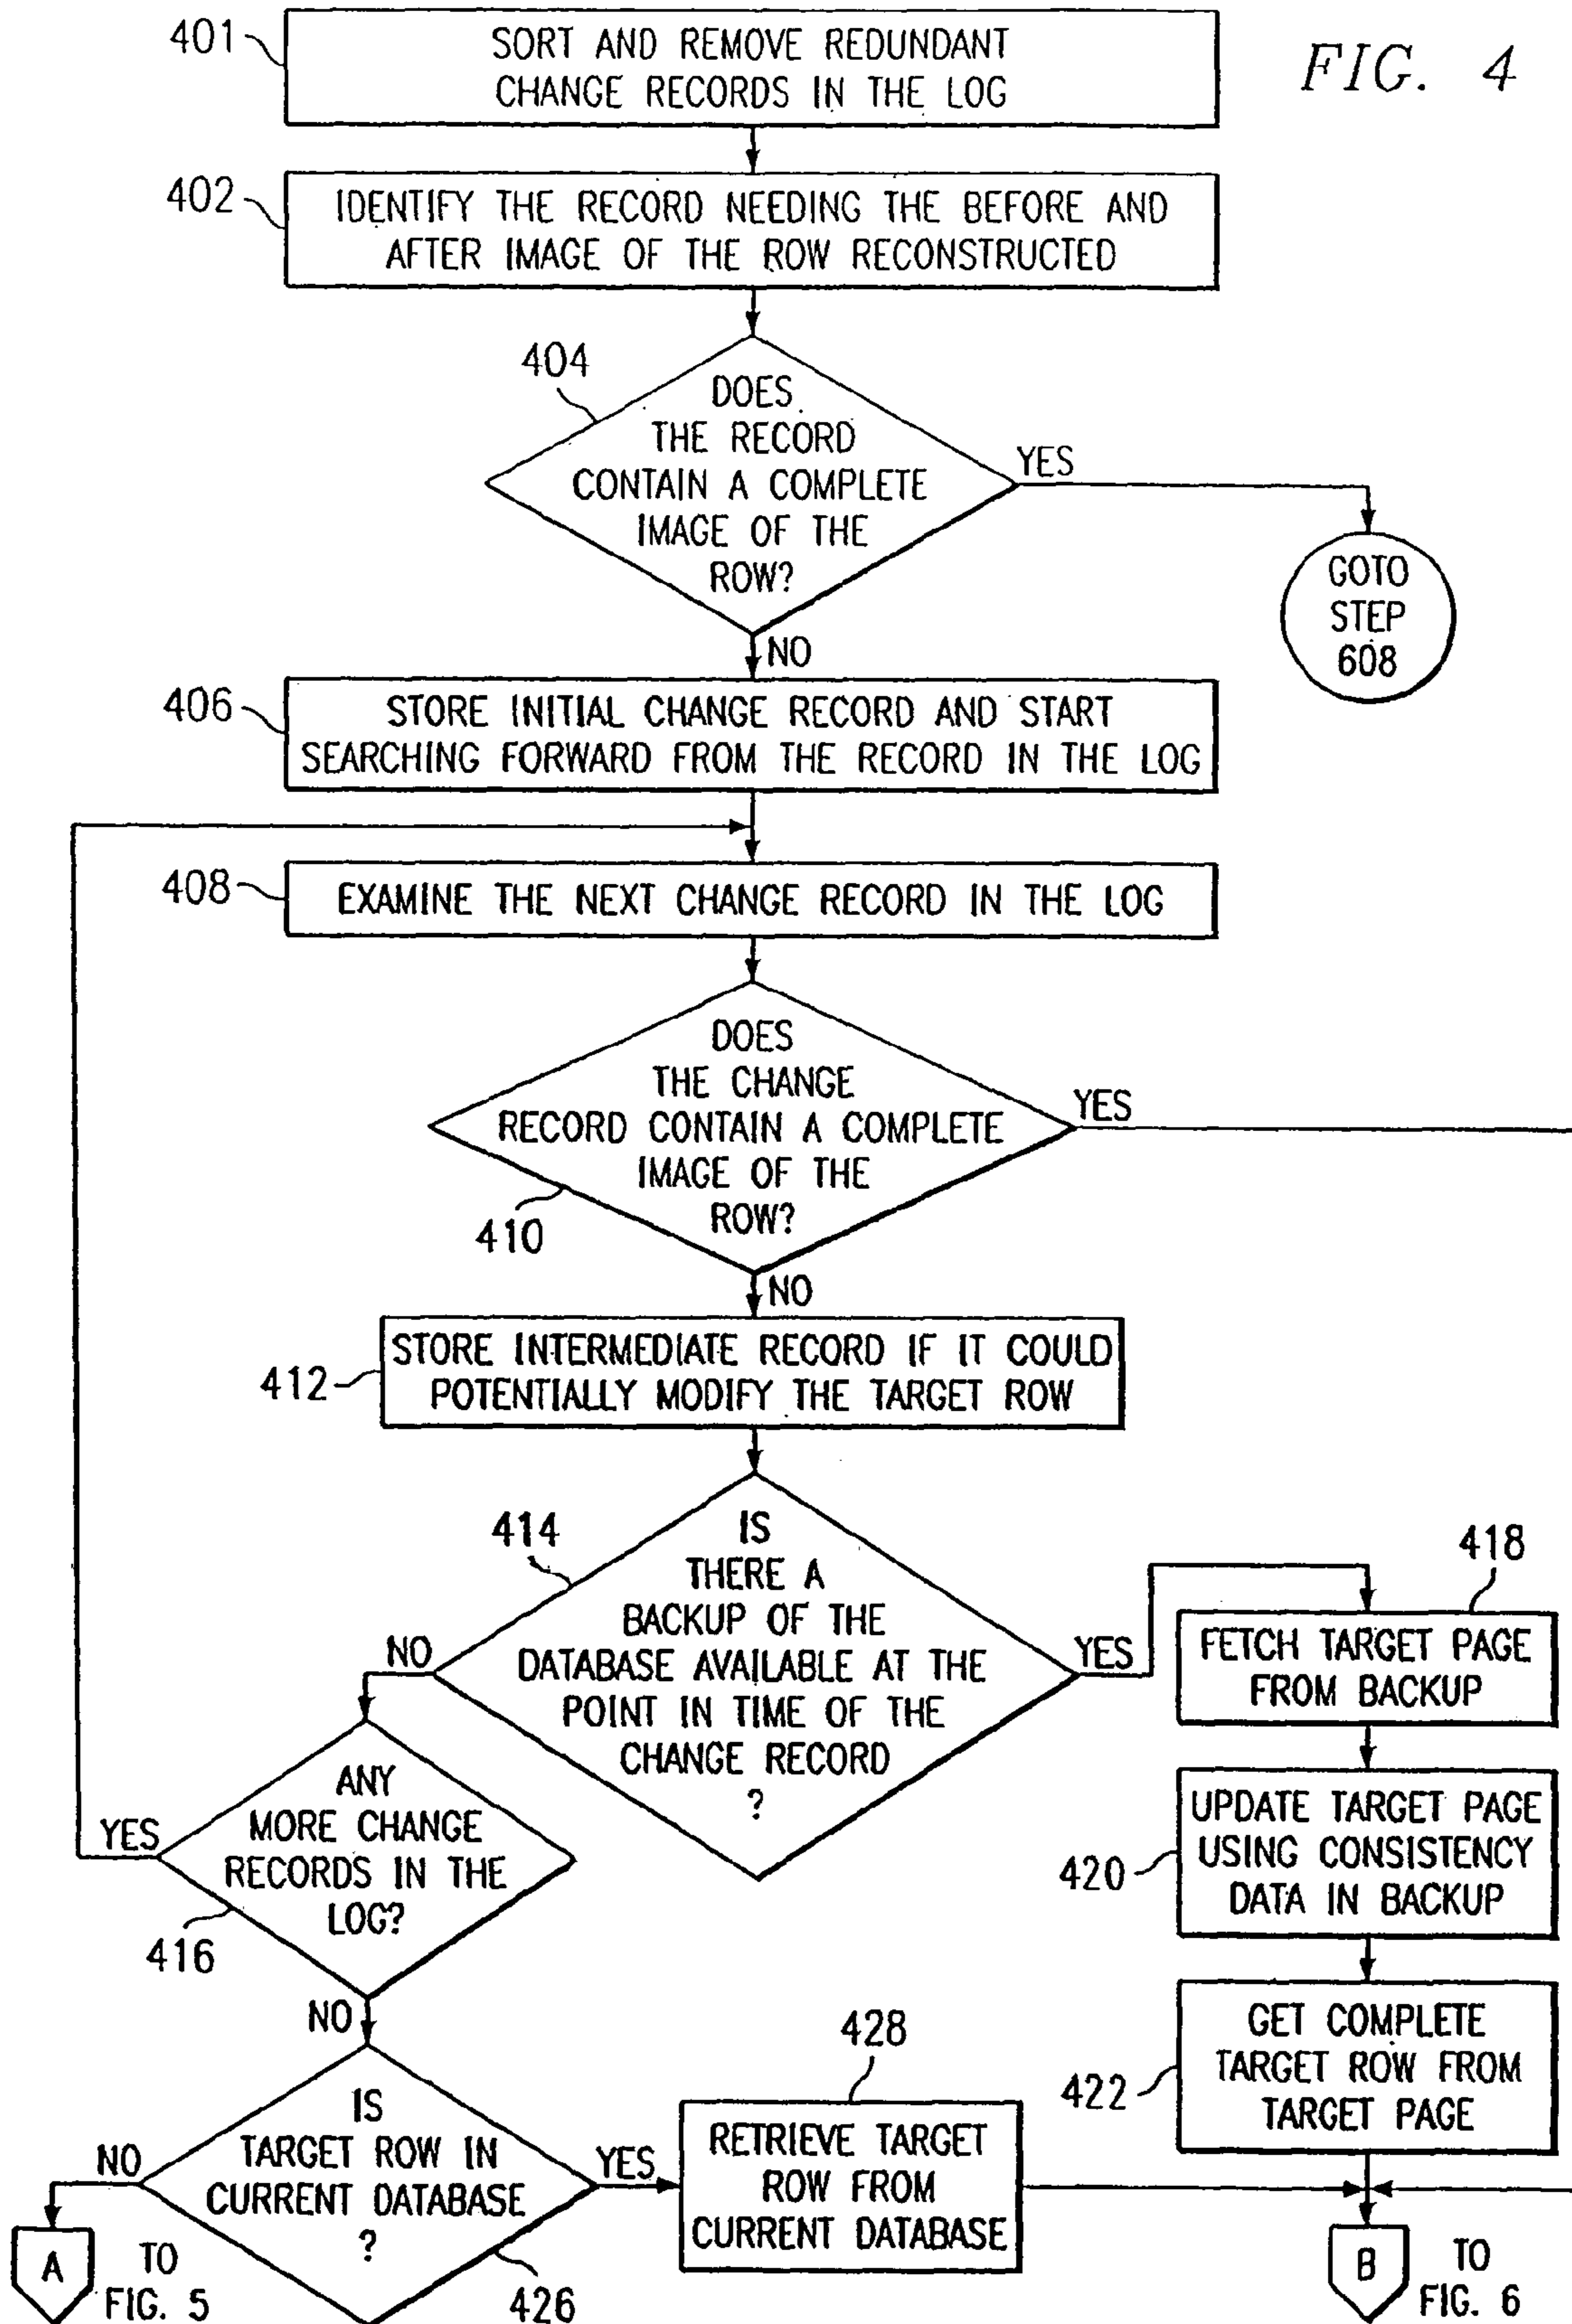 FIG. 4
401
SORT AND REMOVE REDUNDANT
CHANGE RECORDS IN THE LOG
402
IDENTIFY THE RECORD NEEDING THE BEFORE AND
AFTER IMAGE OF THE ROW RECONSTRUCTED
404
DOES
THE RECORD
CONTAIN A COMPLETE
IMAGE OF THE
ROW?
YES
GOTO
STEP
608
NO
406
STORE INITIAL CHANGE RECORD AND START
SEARCHING FORWARD FROM THE RECORD IN THE LOG
408
EXAMINE THE NEXT CHANGE RECORD IN THE LOG
DOES
THE CHANGE
RECORD CONTAIN A COMPLETE
IMAGE OF THE
ROW?
410
YES
NO
412
STORE INTERMEDIATE RECORD IF IT COULD
POTENTIALLY MODIFY THE TARGET ROW
414
IS
THERE A
BACKUP OF THE
DATABASE AVAILABLE AT THE
POINT IN TIME OF THE
CHANGE RECORD
?
NO
YES
418
FETCH TARGET PAGE
FROM BACKUP
420
UPDATE TARGET PAGE
USING CONSISTENCY
DATA IN BACKUP
422
GET COMPLETE
TARGET ROW FROM
TARGET PAGE
ANY
MORE CHANGE
RECORDS IN THE
LOG?
YES
416
NO
IS
TARGET ROW IN
CURRENT DATABASE
?
426
NO
YES
428
RETRIEVE TARGET
ROW FROM
CURRENT DATABASE
A
TO
FIG. 5
B
TO
FIG. 6